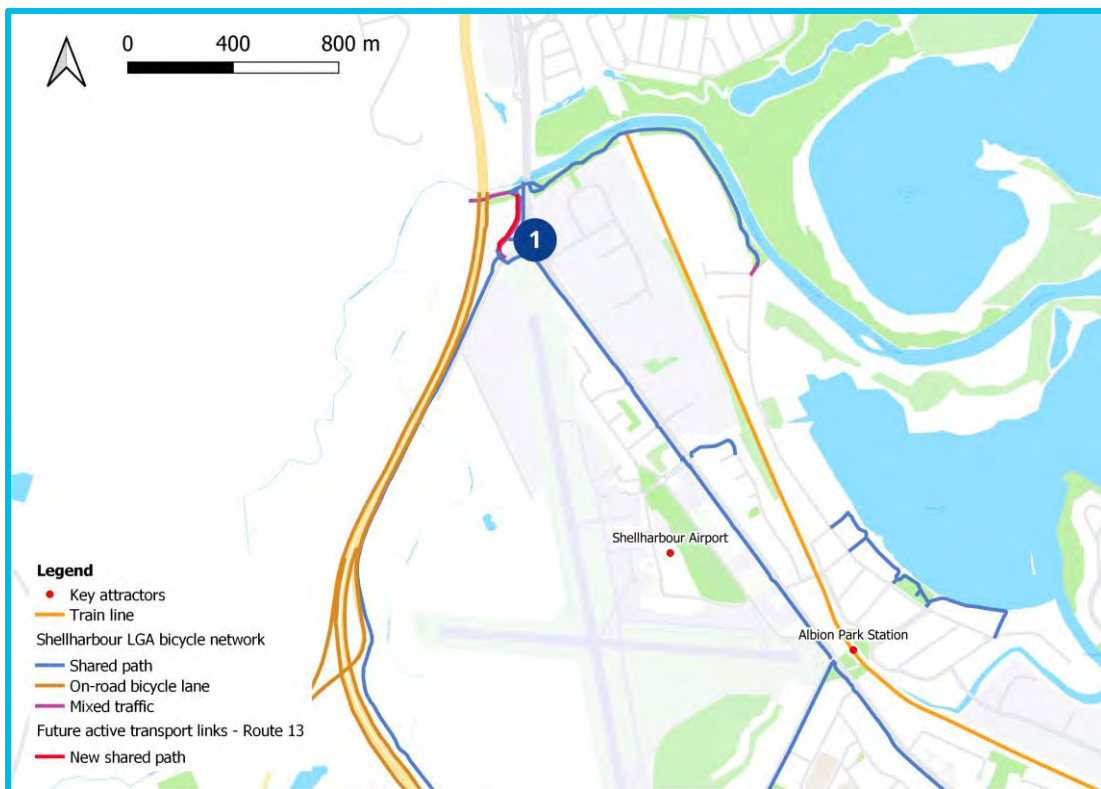 0 400 800 m
1
Shellharbour Airport
Albion Park Station
Legend
Key attractors
Train line
Shellharbour LGA bicycle network
Shared path
On-road bicycle lane
Mixed traffic
Future active transport links - Route 13
New shared path